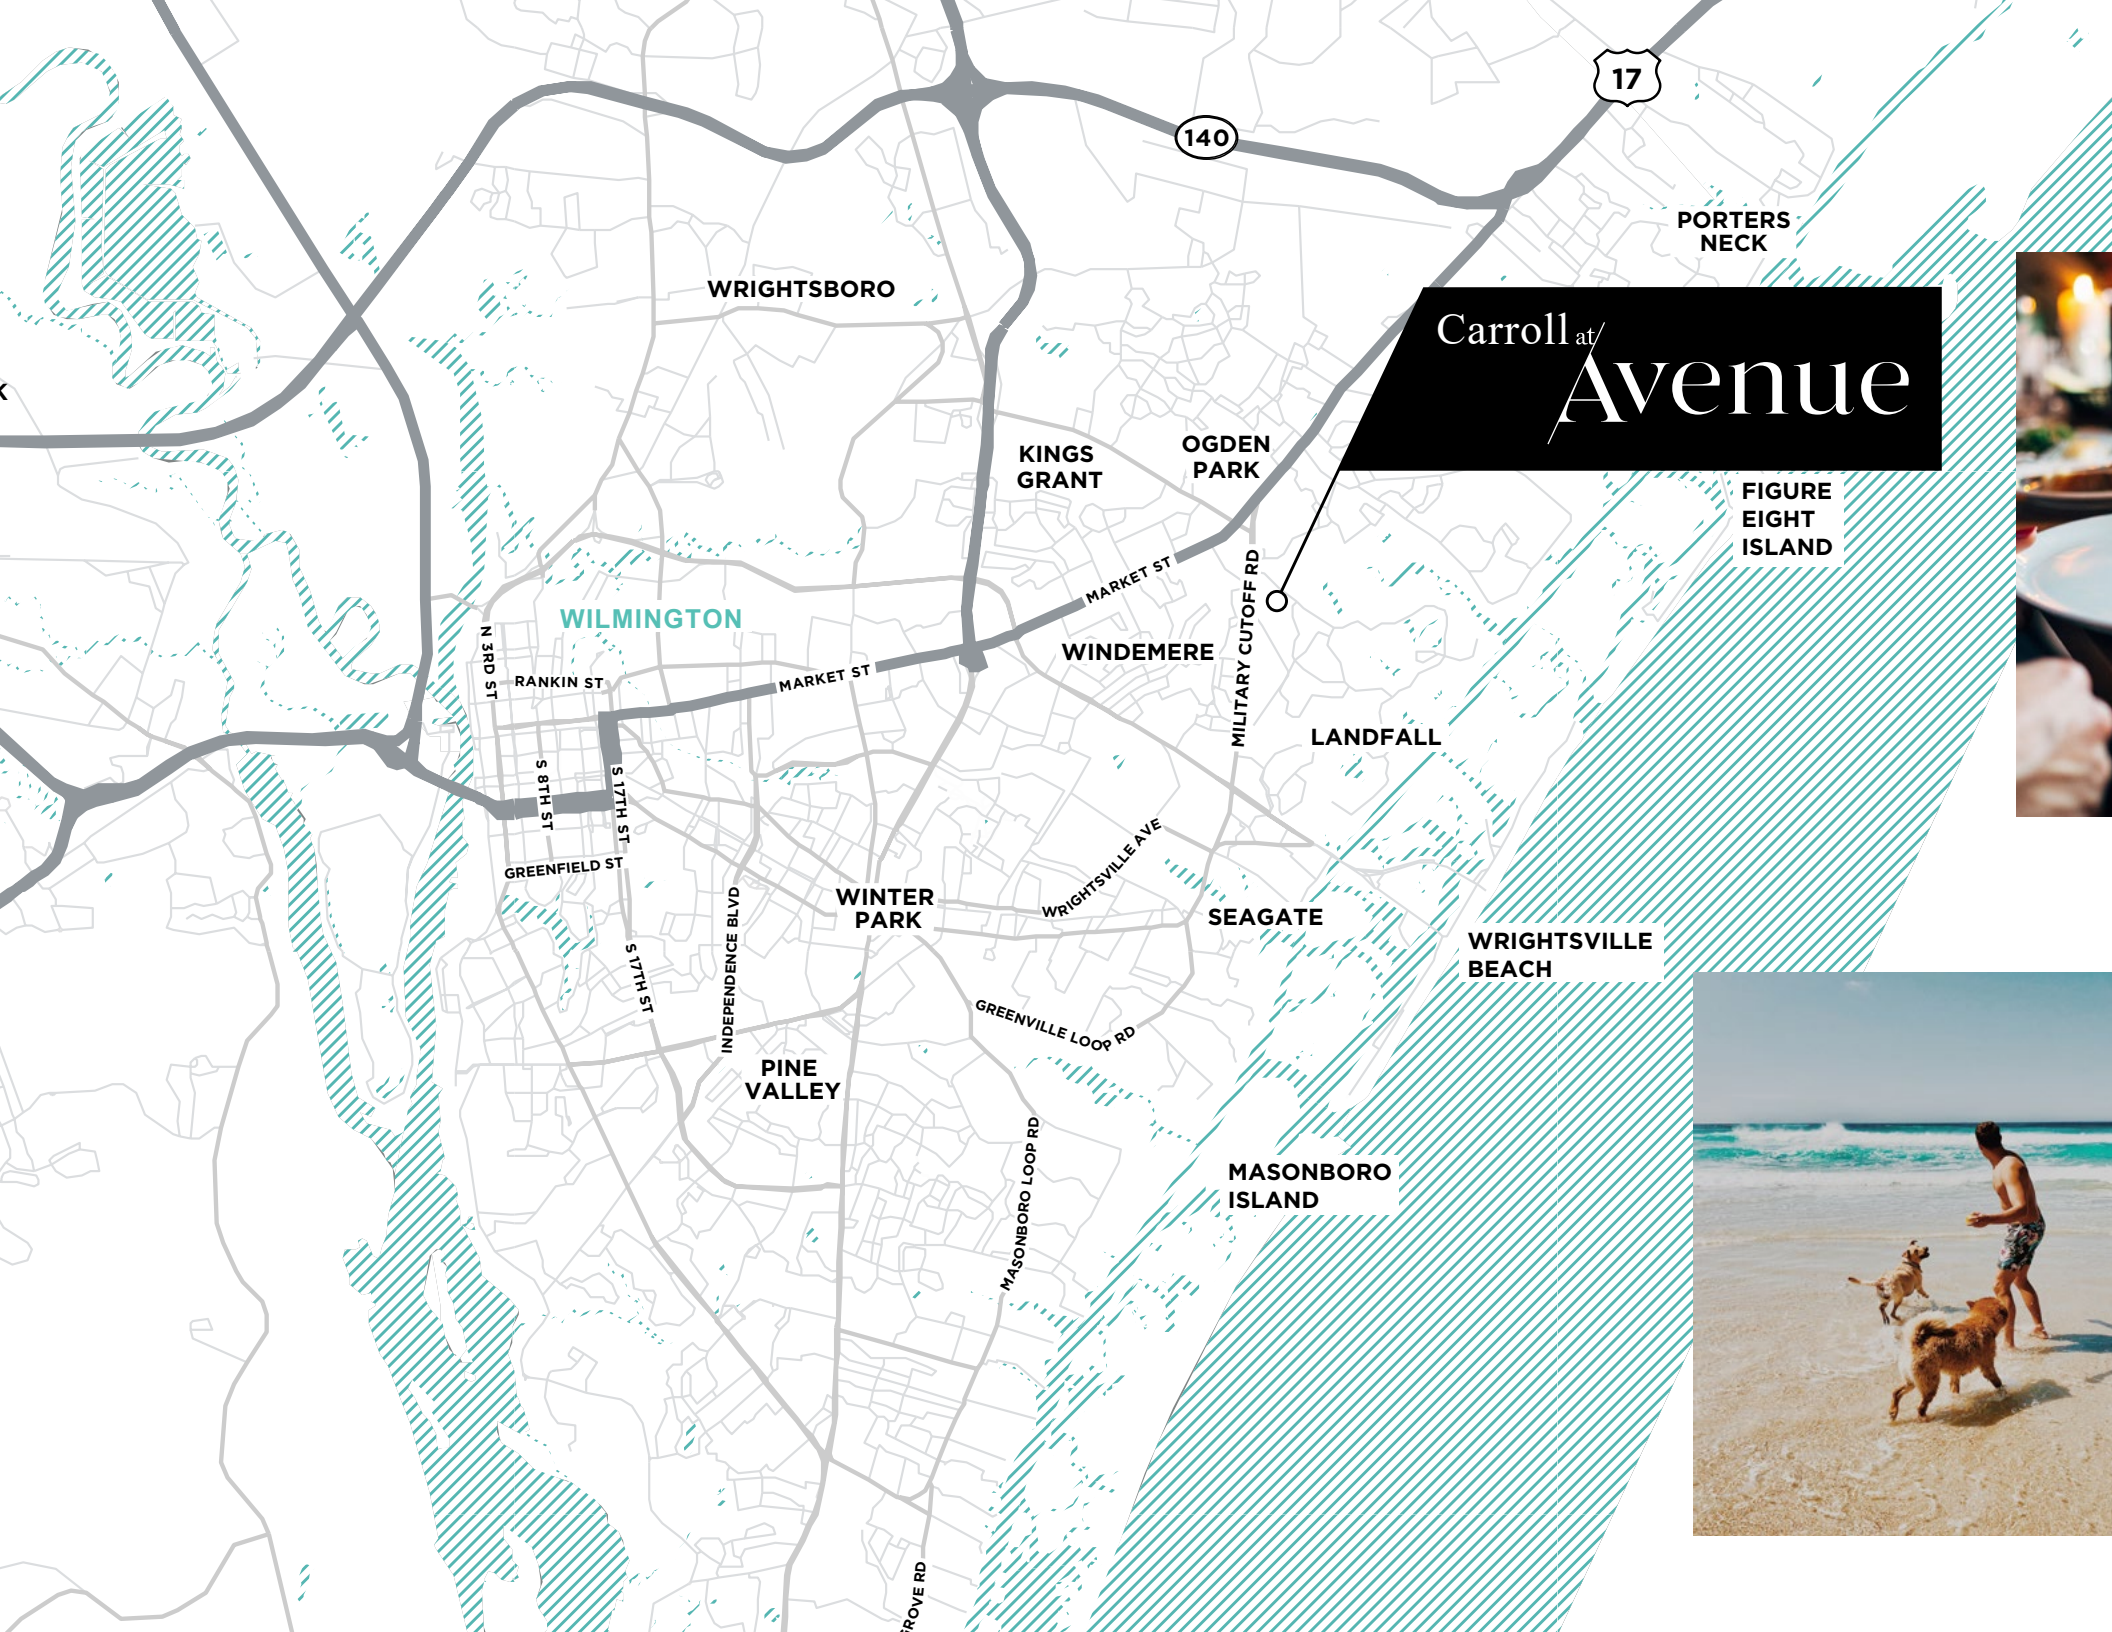 17
140
PORTERS
NECK
WRIGHTSBORO
Carroll at
Avenue
K
KINGS
GRANT
OGDEN
PARK
FIGURE
EIGHT
ISLAND
MARKET ST
MILITARY CUTOFF RD
WILMINGTON
N 3RD ST
WINDEMERE
RANKIN ST
MARKET ST
LANDFALL
S 8TH ST
S 17TH ST
GREENFIELD ST
WRIGHTSVILLE AVE
WINTER
PARK
INDEPENDENCE BLVD
SEAGATE
WRIGHTSVILLE
BEACH
S 17TH ST
GREENVILLE LOOP RD
PINE
VALLEY
MASONBORO LOOP RD
MASONBORO
ISLAND
GROVE RD